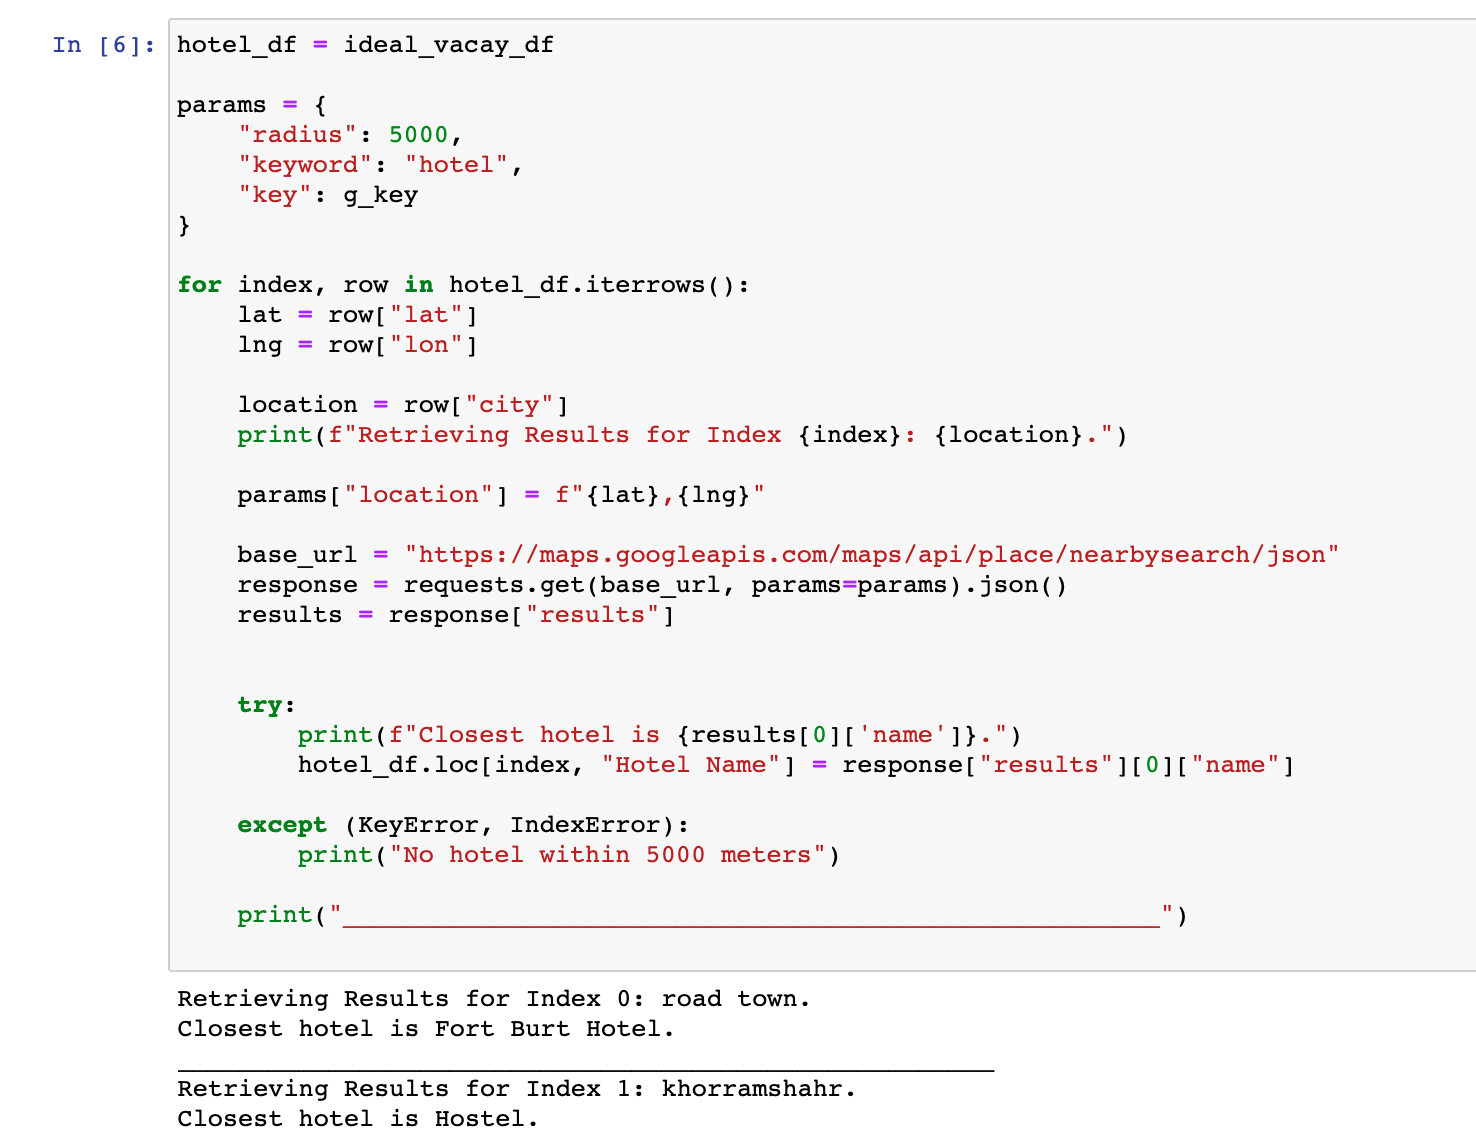 In [6]:
hotel_df = ideal_vacay_df
params = {
    "radius": 5000,
    "keyword": "hotel",
    "key": g_key
}
for index, row in hotel_df.iterrows():
    lat = row["lat"]
    lng = row["lon"]
    location = row["city"]
    print(f"Retrieving Results for Index {index}: {location}.")
    params["location"] = f"{lat},{lng}"
    base_url = "https://maps.googleapis.com/maps/api/place/nearbysearch/json"
    response = requests.get(base_url, params=params).json()
    results = response["results"]
    try:
        print(f"Closest hotel is {results[0]['name']}.")
        hotel_df.loc[index, "Hotel Name"] = response["results"][0]["name"]
    except (KeyError, IndexError):
        print("No hotel within 5000 meters")
    print("______________________________________________________")
Retrieving Results for Index 0: road town.
Closest hotel is Fort Burt Hotel.
______________________________________________________
Retrieving Results for Index 1: khorramshahr.
Closest hotel is Hostel.